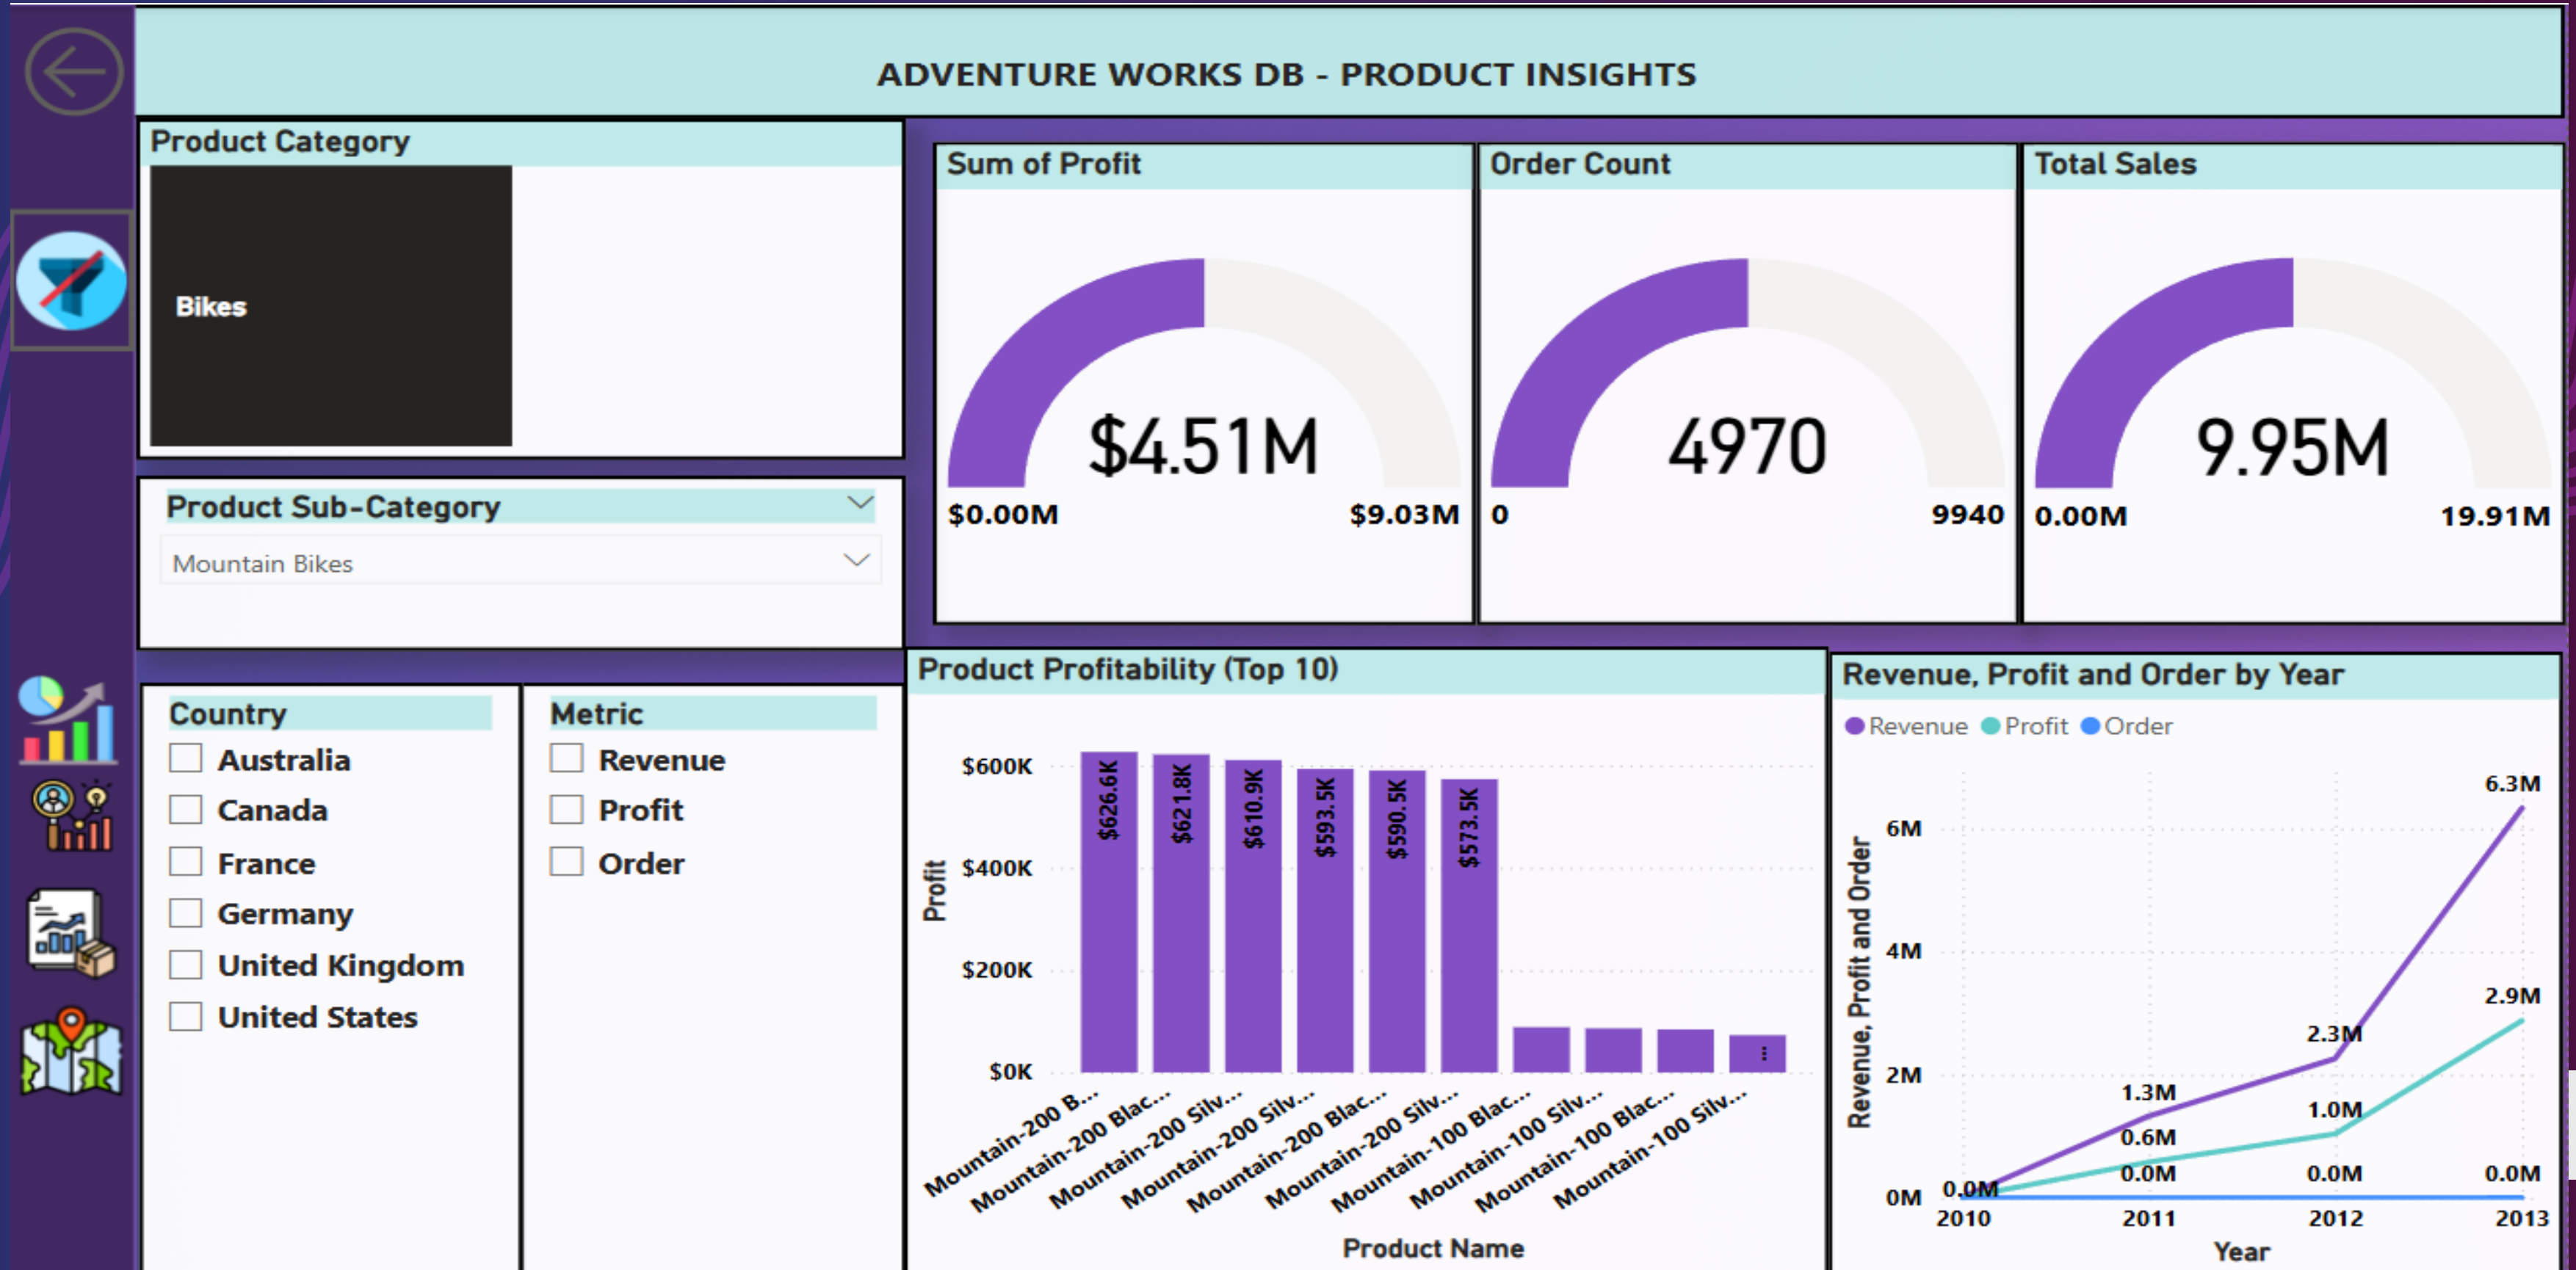 ADVENTURE WORKS DB - PRODUCT INSIGHTS
Product Category
Bikes
Product Sub-Category
Mountain Bikes
Sum of Profit
$4.51M
$0.00M
$9.03M
Order Count
4970
0
9940
Total Sales
9.95M
0.00M
19.91M
Country
Australia
Canada
France
Germany
United Kingdom
United States
Metric
Revenue
Profit
Order
Product Profitability (Top 10)
Profit
$600K
$400K
$200K
$0K
$626.6K
$621.8K
$610.9K
$593.5K
$590.5K
$573.5K
...
Mountain-200 B...
Mountain-200 Blac...
Mountain-200 Silv...
Mountain-200 Silv...
Mountain-200 Blac...
Mountain-200 Silv...
Mountain-100 Blac...
Mountain-100 Silv...
Mountain-100 Blac...
Mountain-100 Silv...
Product Name
Revenue, Profit and Order by Year
Revenue Profit Order
Revenue, Profit and Order
6M
4M
2M
0M
6.3M
2.9M
2.3M
1.3M
1.0M
0.6M
0.0M
0.0M
0.0M
0.0M
2010
2011
2012
2013
Year